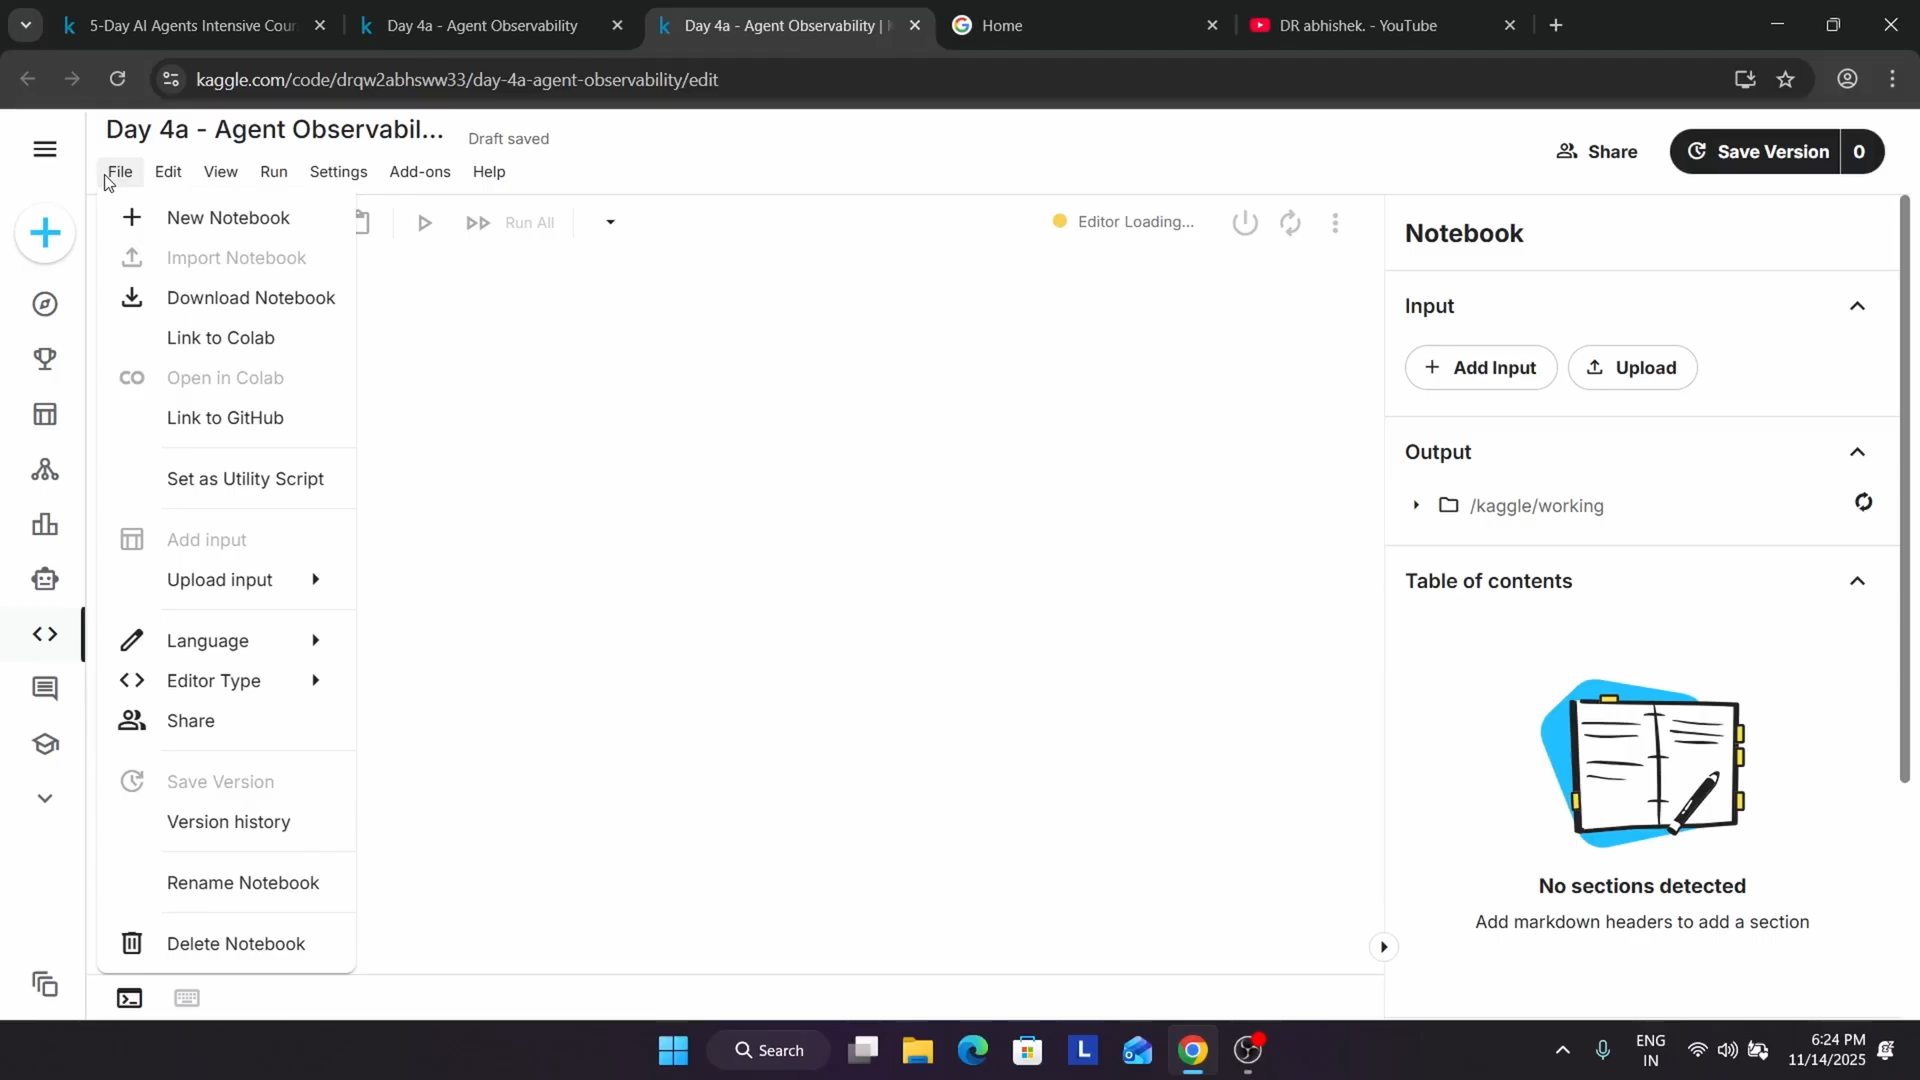 5-Day AI Agents Intensive Cour
Day 4a - Agent Observability
Day 4a - Agent Observability | K
Home
DR abhishek. - YouTube
kaggle.com/code/drqw2abhsww33/day-4a-agent-observability/edit
Day 4a - Agent Observabil...
Draft saved
Share
Save Version
0
File
Edit
View
Run
Settings
Add-ons
Help
Run All
Editor Loading...
New Notebook
Import Notebook
Download Notebook
Link to Colab
CO
Open in Colab
Link to GitHub
Set as Utility Script
Add input
Upload input
Language
Editor Type
Share
Save Version
Version history
Rename Notebook
Delete Notebook
Notebook
Input
Add Input
Upload
Output
/kaggle/working
Table of contents
No sections detected
Add markdown headers to add a section
Search
L
ENG
IN
6:24 PM
11/14/2025